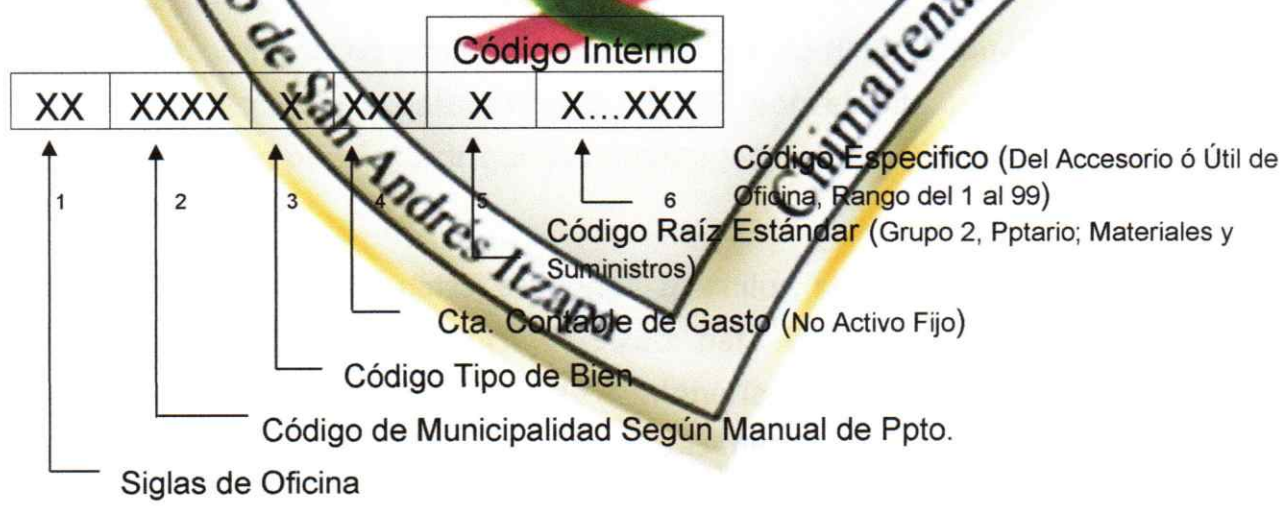 Código Interno
XX XXXX X XXX X X...XXX
1 2 3 4 5 6
Código Especifico (Del Accesorio ó Útil de
Oficina, Rango del 1 al 99)
Código Raíz Estándar (Grupo 2, Pptario; Materiales y
Suministros)
Cta. Contable de Gasto (No Activo Fijo)
Código Tipo de Bien
Código de Municipalidad Según Manual de Ppto.
Siglas de Oficina
o de San Andrés Itzapa
Chimaltena